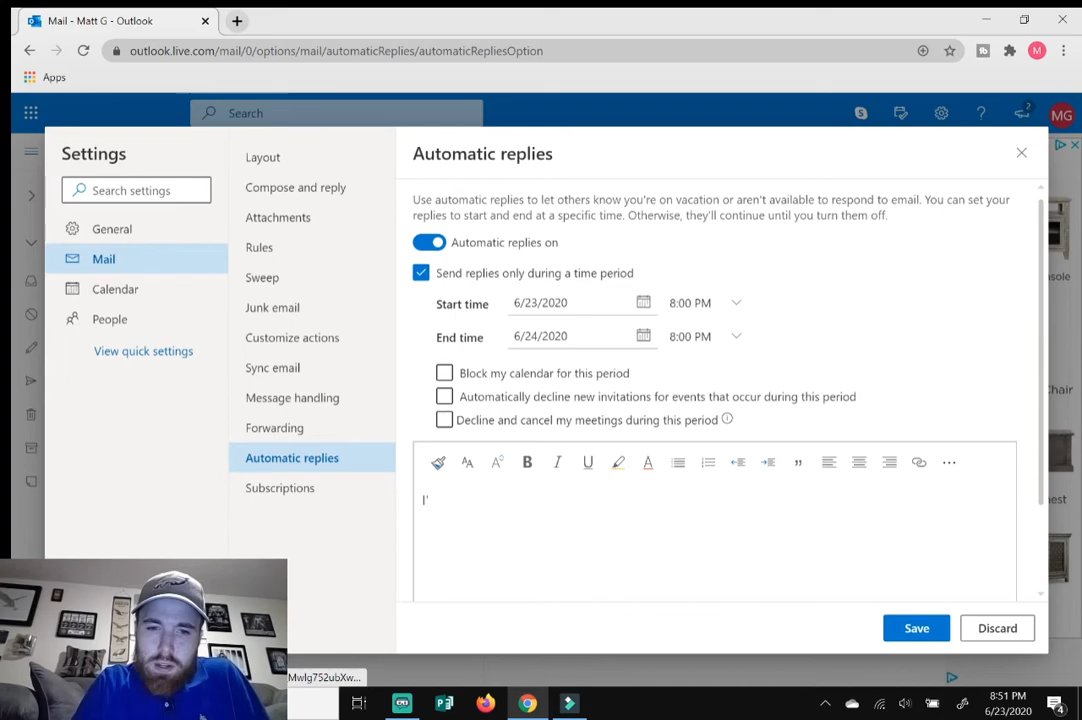 Mail - Matt G - Outlook
outlook.live.com/mail/0/options/mail/automaticReplies/automaticRepliesOption
tb
M
Apps
Search
2
MG
Settings
Search settings
General
Mail
Calendar
People
View quick settings
Layout
Compose and reply
Attachments
Rules
Sweep
Junk email
Customize actions
Sync email
Message handling
Forwarding
Automatic replies
Subscriptions
Automatic replies
Use automatic replies to let others know you're on vacation or aren't available to respond to email. You can set your
replies to start and end at a specific time. Otherwise, they'll continue until you turn them off.
Automatic replies on
Send replies only during a time period
Start time 6/23/2020 8:00 PM
End time 6/24/2020 8:00 PM
Block my calendar for this period
Automatically decline new invitations for events that occur during this period
Decline and cancel my meetings during this period
I'
Save
Discard
MwIg752ubXw...
8:51 PM
6/23/2020
4